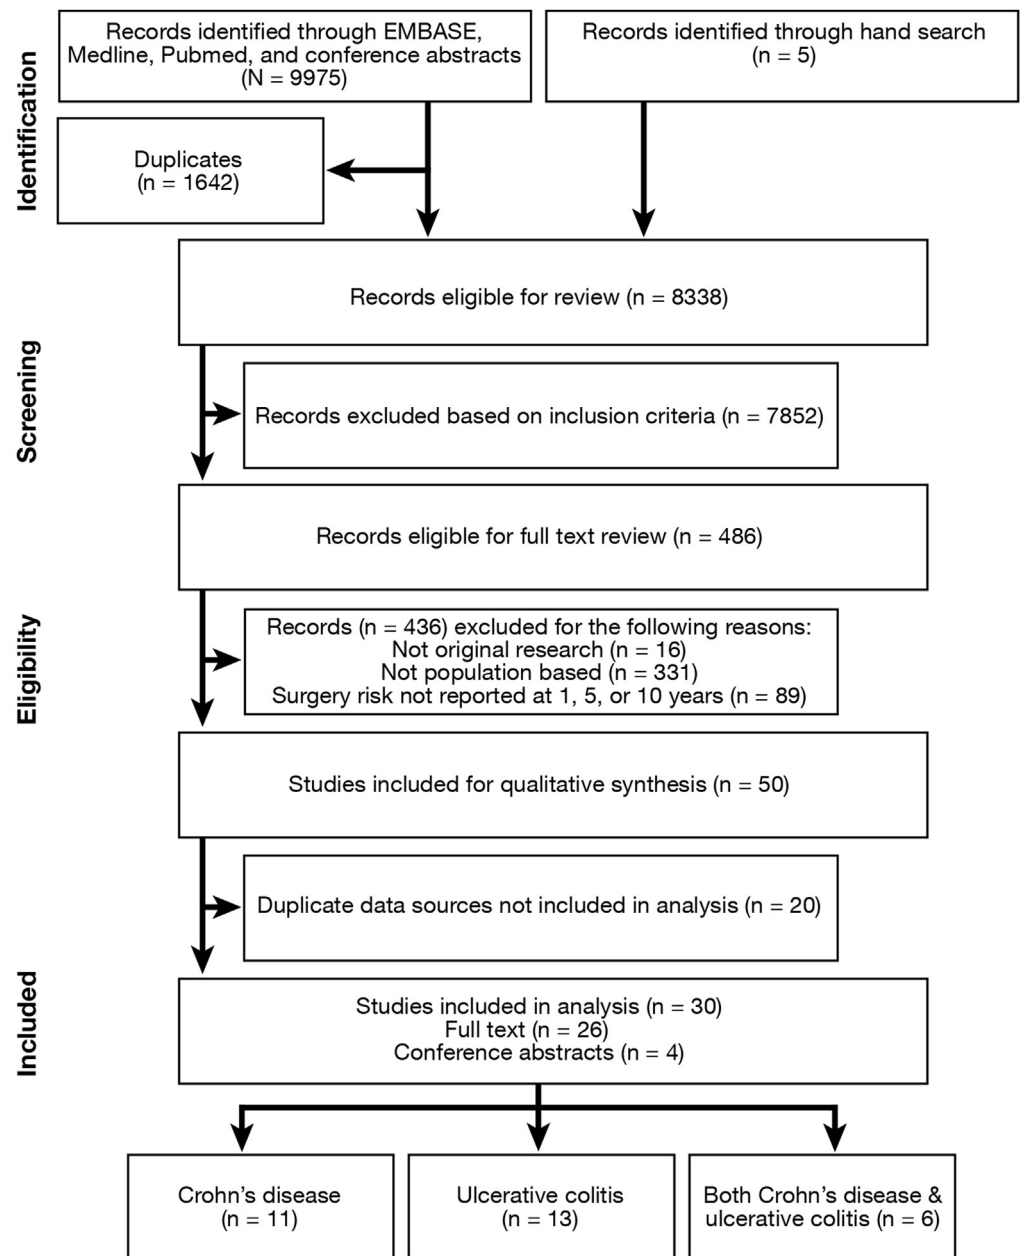 Identification
Records identified through EMBASE,
Medline, Pubmed, and conference abstracts
(N = 9975)
Records identified through hand search
(n = 5)
Duplicates
(n = 1642)
Records eligible for review (n = 8338)
Screening
Records excluded based on inclusion criteria (n = 7852)
Records eligible for full text review (n = 486)
Eligibility
Records (n = 436) excluded for the following reasons:
Not original research (n = 16)
Not population based (n = 331)
Surgery risk not reported at 1, 5, or 10 years (n = 89)
Studies included for qualitative synthesis (n = 50)
Duplicate data sources not included in analysis (n = 20)
Included
Studies included in analysis (n = 30)
Full text (n = 26)
Conference abstracts (n = 4)
Crohn's disease
(n = 11)
Ulcerative colitis
(n = 13)
Both Crohn's disease &
ulcerative colitis (n = 6)